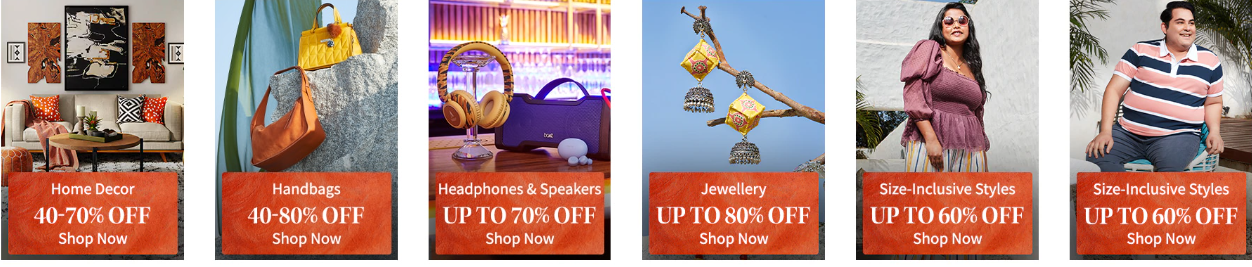 Home Decor
40-70% OFF
Shop Now
Handbags
40-80% OFF
Shop Now
boAt
Headphones & Speakers
UP TO 70% OFF
Shop Now
Jewellery
UP TO 80% OFF
Shop Now
Size-Inclusive Styles
UP TO 60% OFF
Shop Now
Size-Inclusive Styles
UP TO 60% OFF
Shop Now